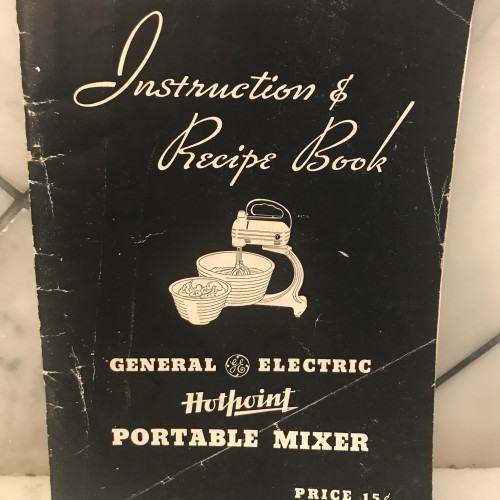 Instruction &
Recipe Book
GENERAL GE ELECTRIC
Hotpoint
PORTABLE MIXER
PRICE 15¢